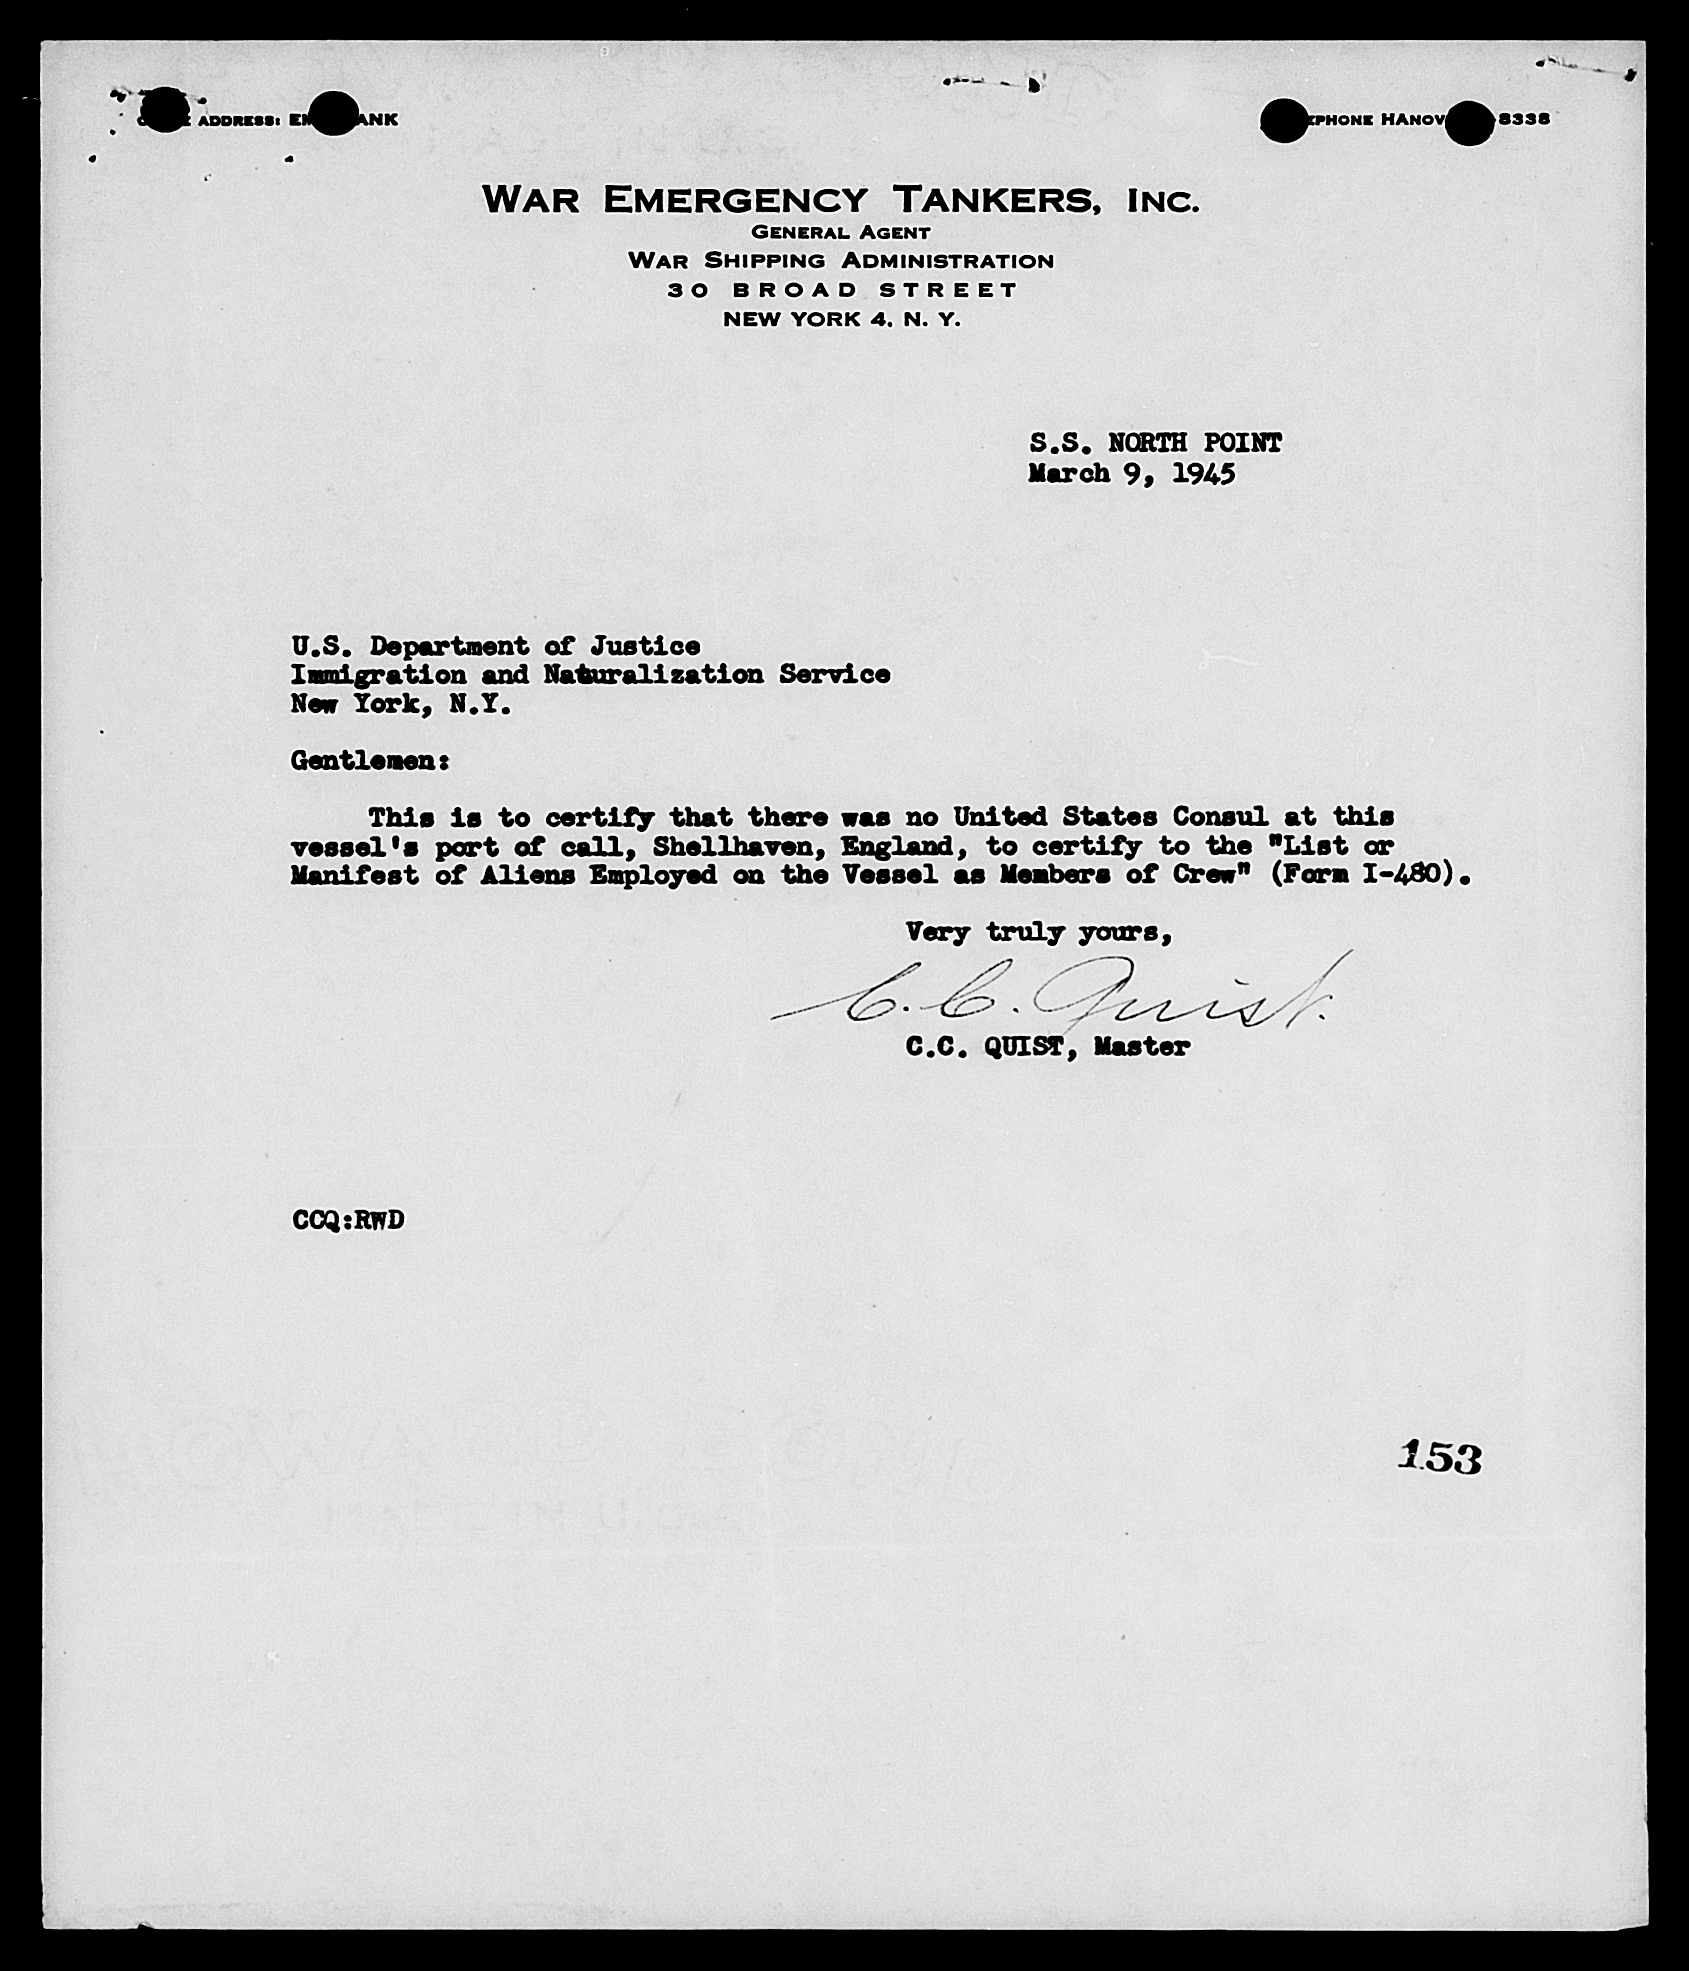 ADDRESS:
War Emergency Tankers, Inc.
General Agent
War Shipping Administration
30 BROAD STREET
NEW YORK 4, N. Y.
8338
S.S. NORTH POINT
March 9, 1945
U.S. Department of Justice
Immigration and Naturalization Service
New York, N.Y.
Gentlemen:
This is to certify that there was no United States Consul at this
vessel's port of call, Shellhaven, England, to certify to the "List or
Manifest of Aliens Employed on the Vessel as Members of Crew" (Form I-480).
Very truly yours,
C. C. Quist.
C.C. QUIST, Master
CCQ:RWD
153